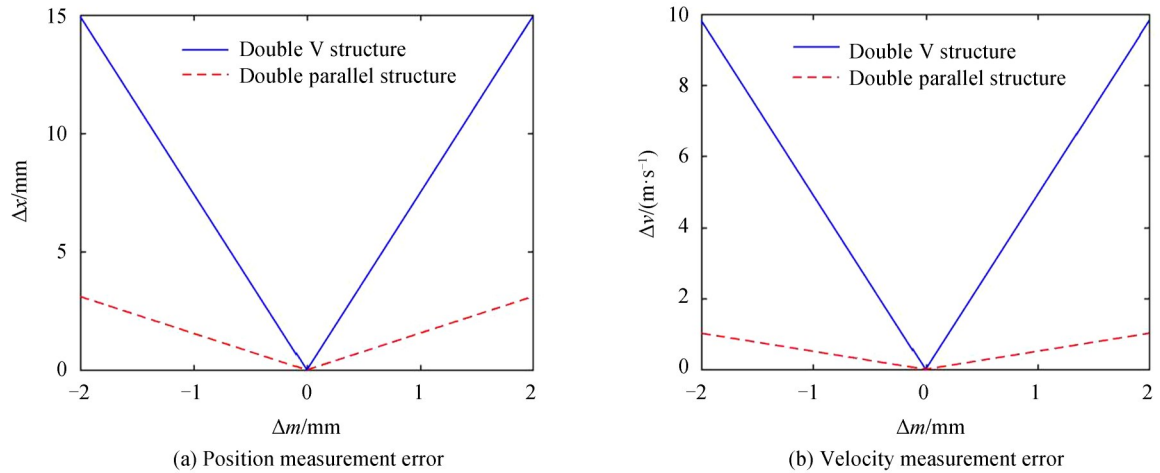 15
10
5
0
Δx/mm
Double V structure
Double parallel structure
−2
−1
0
1
2
Δm/mm
(a) Position measurement error
10
8
6
4
2
0
Δv/(m·s⁻¹)
Double V structure
Double parallel structure
−2
−1
0
1
2
Δm/mm
(b) Velocity measurement error